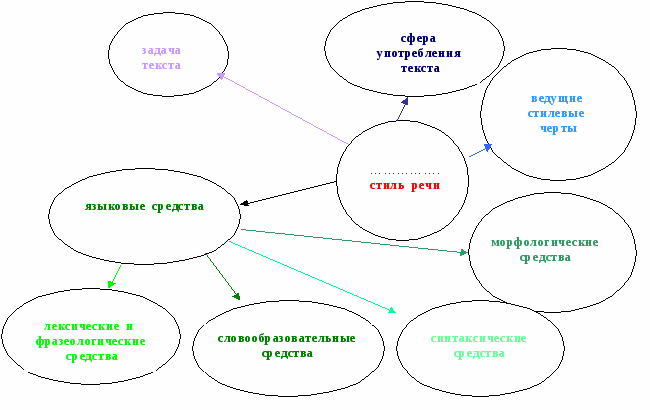 задача
текста
сфера
употребления
текста
ведущие
стилевые
черты
..................
стиль речи
языковые средства
морфологические
средства
лексические и
фразеологические
средства
словообразовательные
средства
синтаксические
средства